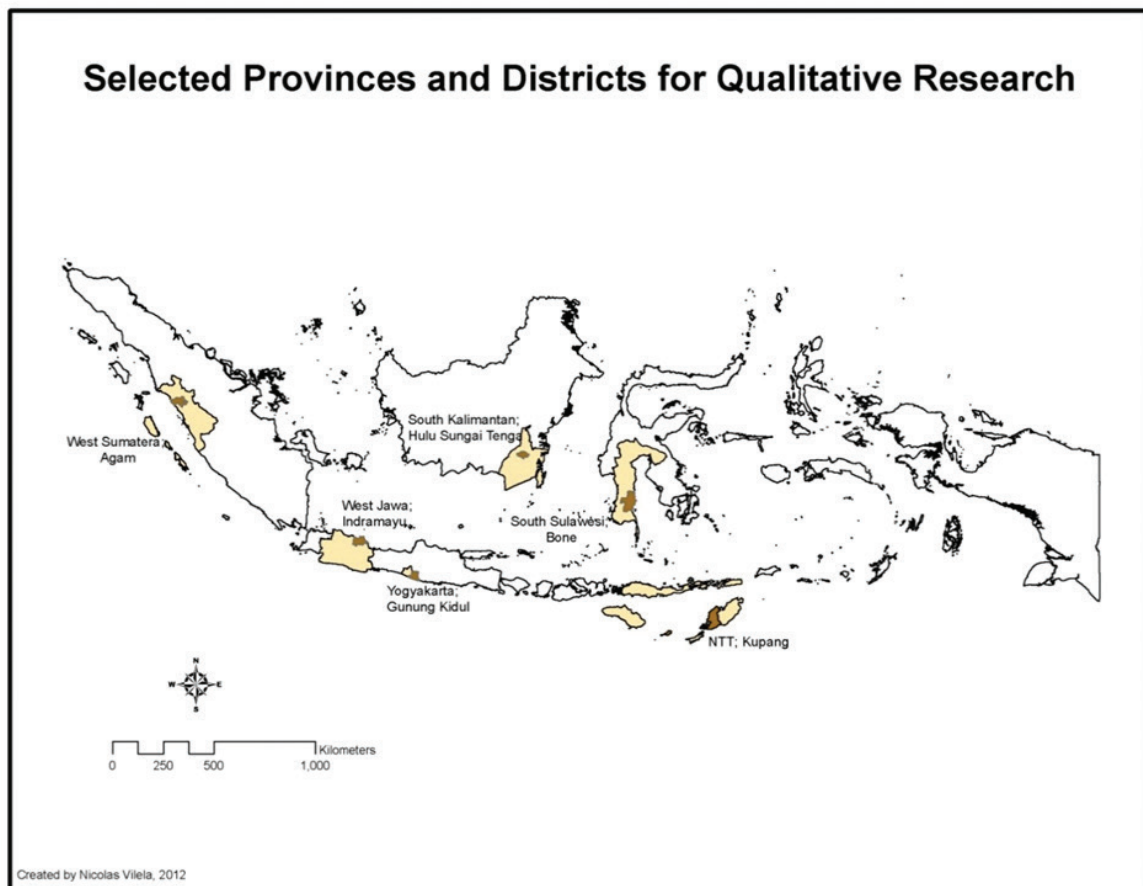 Selected Provinces and Districts for Qualitative Research
South Kalimantan;
Hulu Sungai Tenga
West Sumatera;
Agam
West Jawa;
Indramayu
South Sulawesi;
Bone
Yogyakarta;
Gunung Kidul
NTT; Kupang
N
W E
S
Kilometers
0 250 500 1,000
Created by Nicolas Vilela, 2012